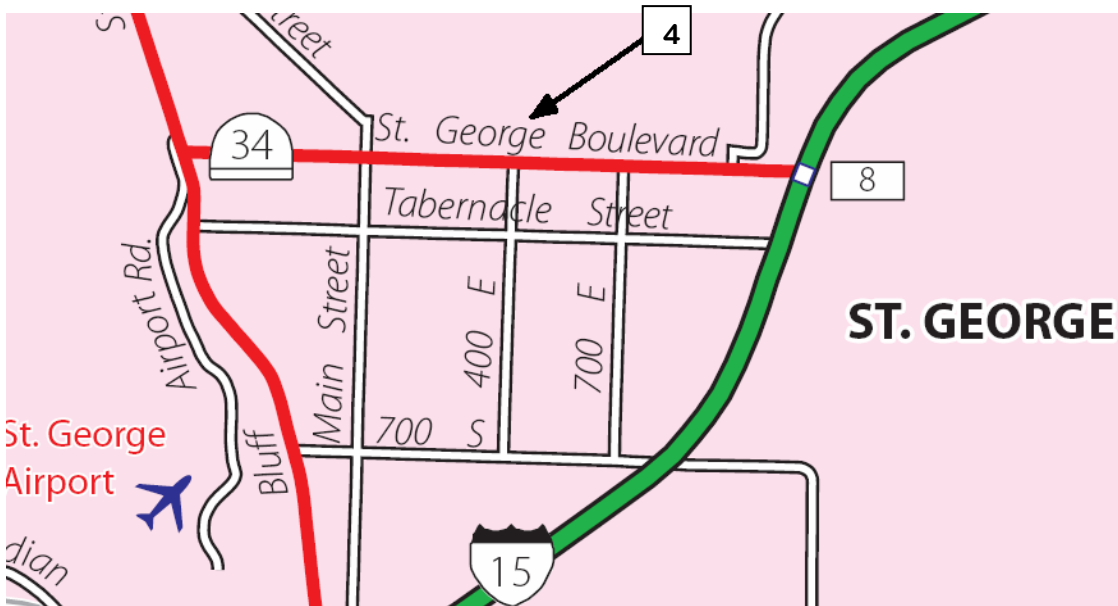 4
St. George Boulevard
34
8
Tabernacle Street
Airport Rd.
Main Street
400 E
700 E
ST. GEORGE
700 S
St. George
Airport
Bluff
15